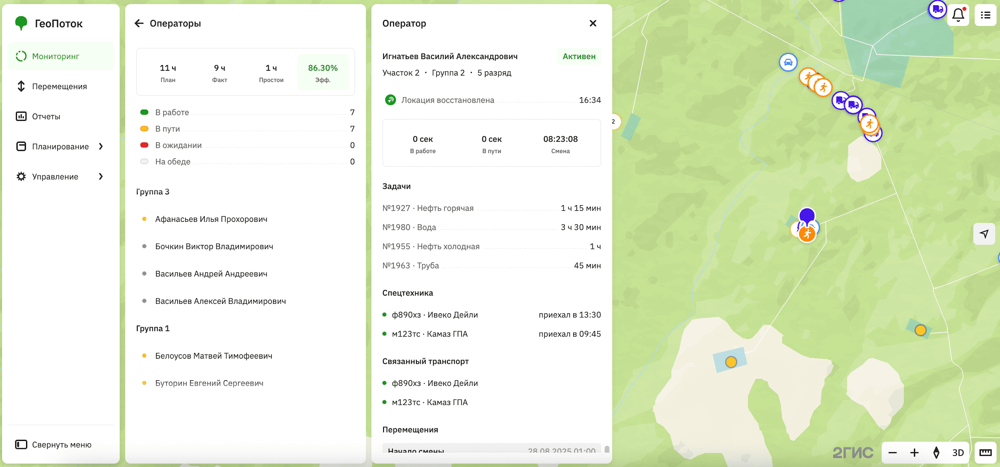 ГеоПоток
Мониторинг
Перемещения
Отчеты
Планирование
Управление
Свернуть меню
Операторы
11 ч
План
9 ч
Факт
1 ч
Простои
86.30%
Эфф.
В работе 7
В пути 7
В ожидании 0
На обеде 0
Группа 3
Афанасьев Илья Прохорович
Бочкин Виктор Владимирович
Васильев Андрей Андреевич
Васильев Алексей Владимирович
Группа 1
Белоусов Матвей Тимофеевич
Буторин Евгений Сергеевич
Оператор
Игнатьев Василий Александрович Активен
Участок 2 · Группа 2 · 5 разряд
Локация восстановлена 16:34
0 сек
В работе
0 сек
В пути
08:23:08
Смена
Задачи
№1927 · Нефть горячая 1 ч 15 мин
№1980 · Вода 3 ч 30 мин
№1955 · Нефть холодная 1 ч
№1963 · Труба 45 мин
Спецтехника
ф890хз · Ивеко Дейли приехал в 13:30
м123тс · Камаз ГПА приехал в 09:45
Связанный транспорт
ф890хз · Ивеко Дейли
м123тс · Камаз ГПА
Перемещения
Начало смены 28.08.2025 01:00
2
2ГИС
3D